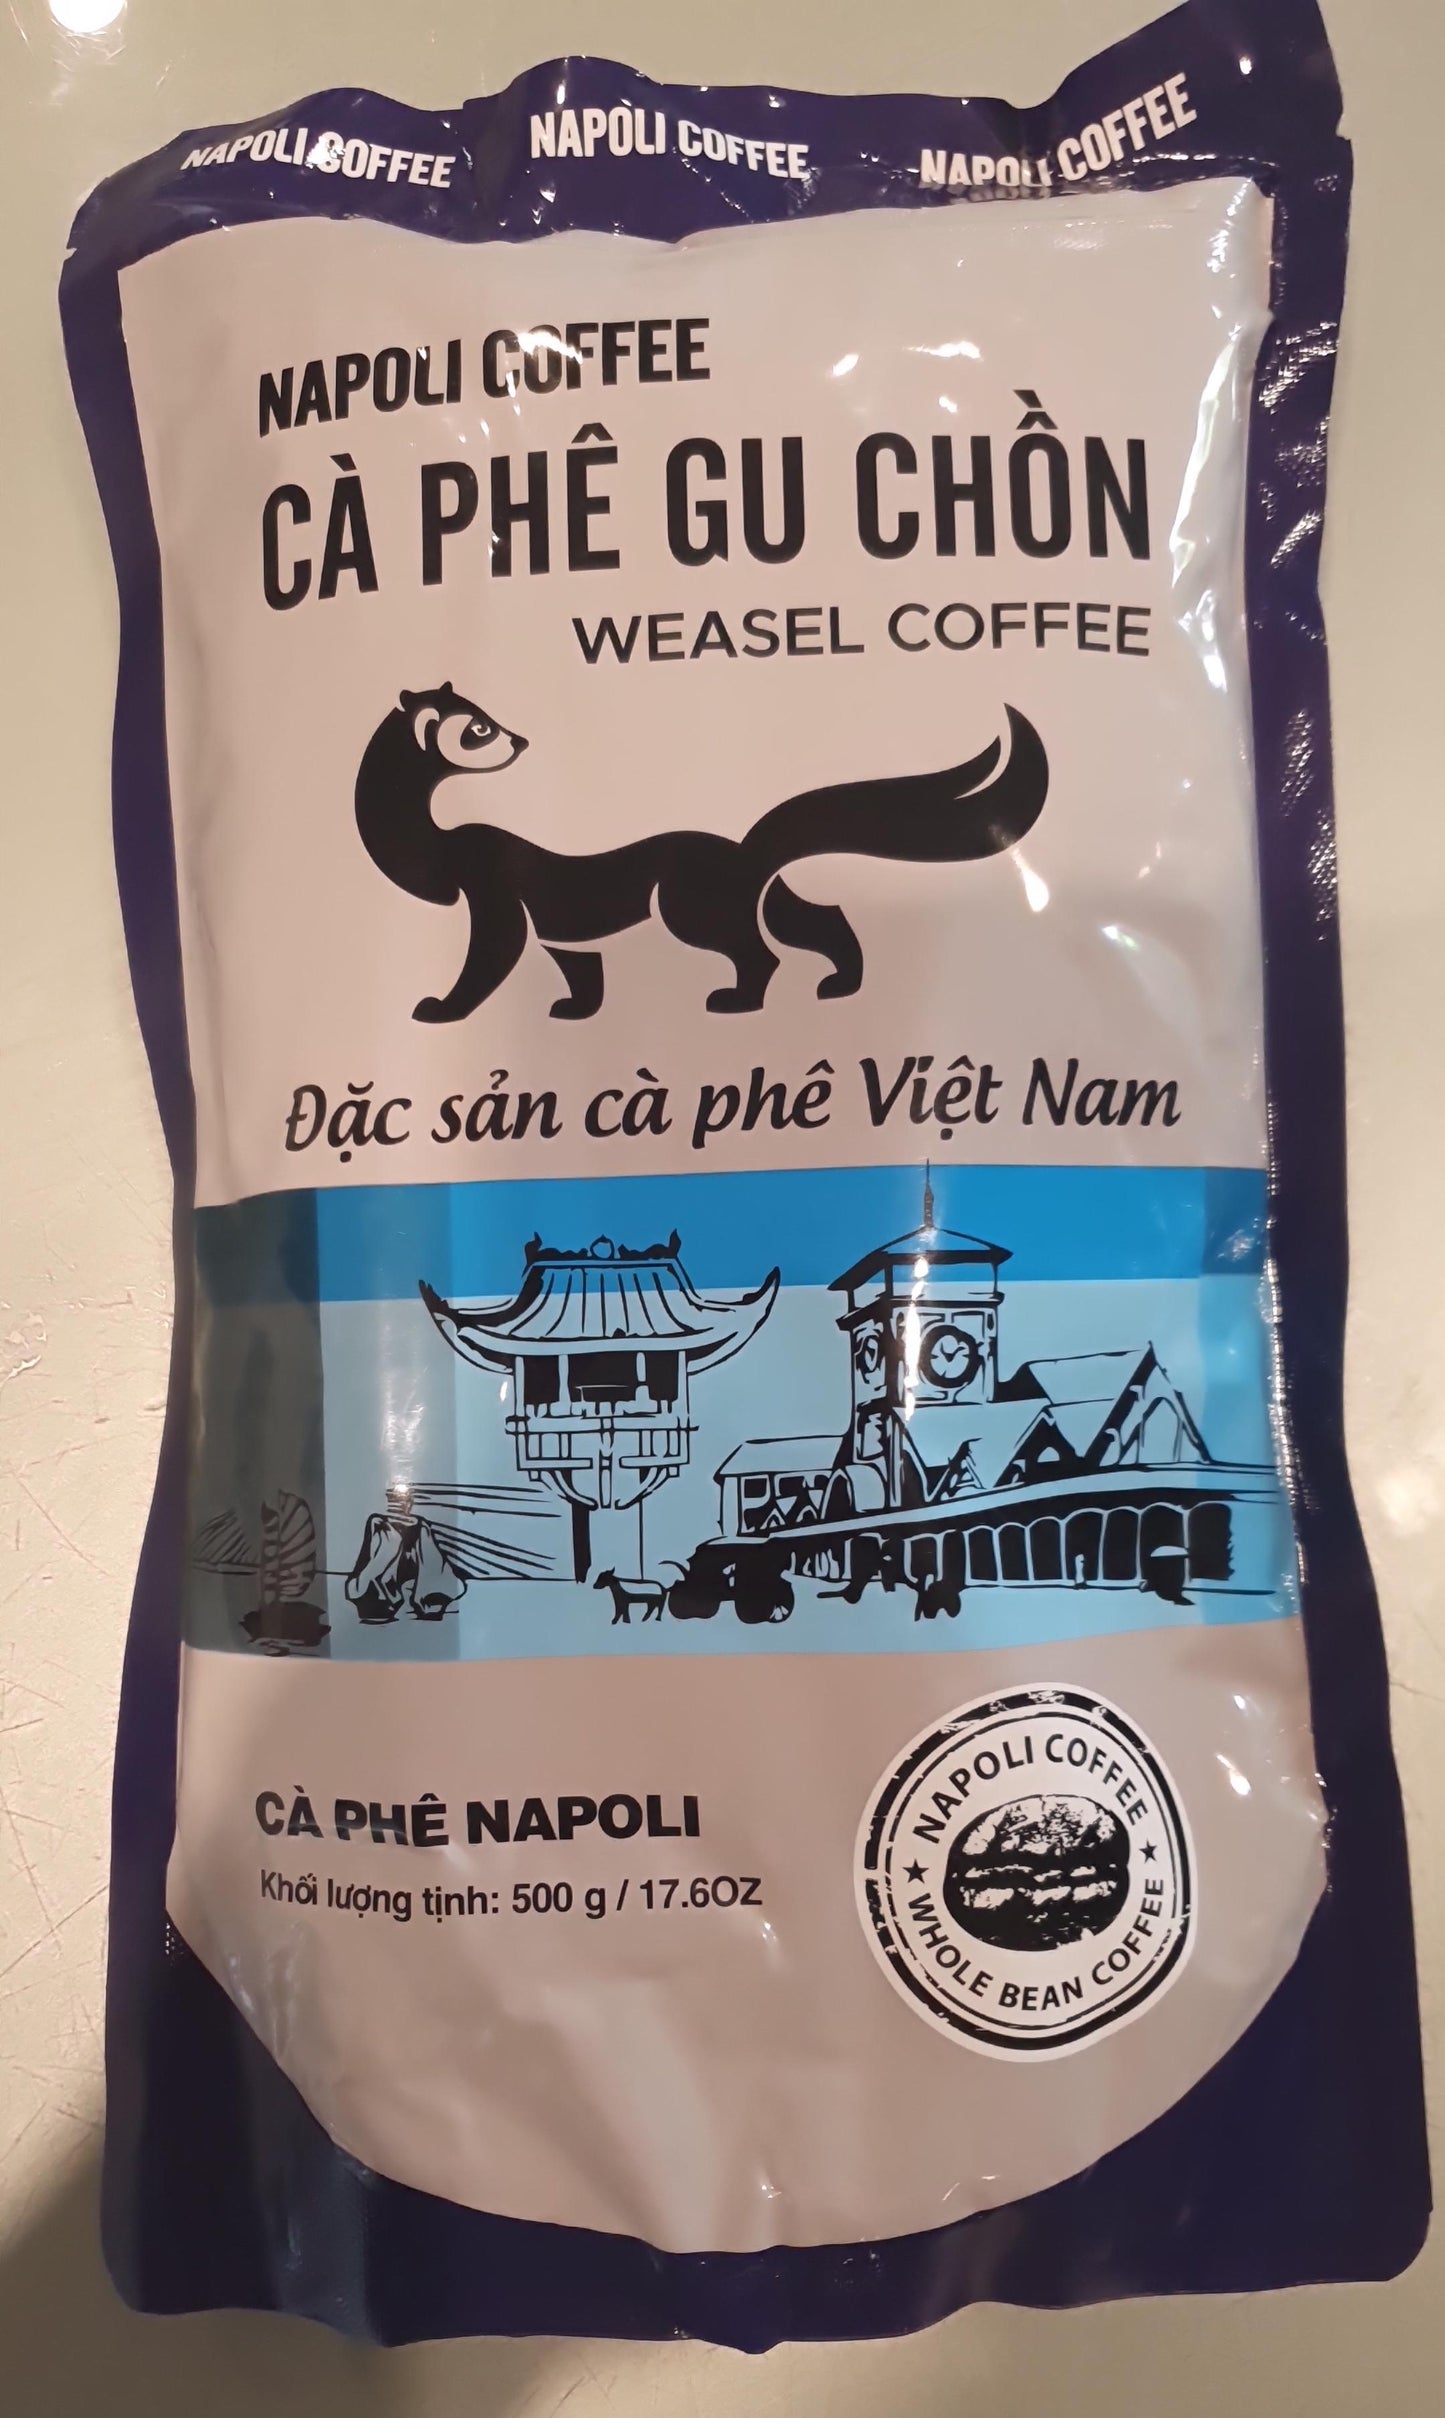 NAPOLI COFFEE
NAPOLI COFFEE
NAPOLI COFFEE
NAPOLI COFFEE
CÀ PHÊ GU CHỒN
WEASEL COFFEE
Đặc sản cà phê Việt Nam
CÀ PHÊ NAPOLI
Khối lượng tịnh: 500 g / 17.6OZ
NAPOLI COFFEE
★ WHOLE BEAN COFFEE ★